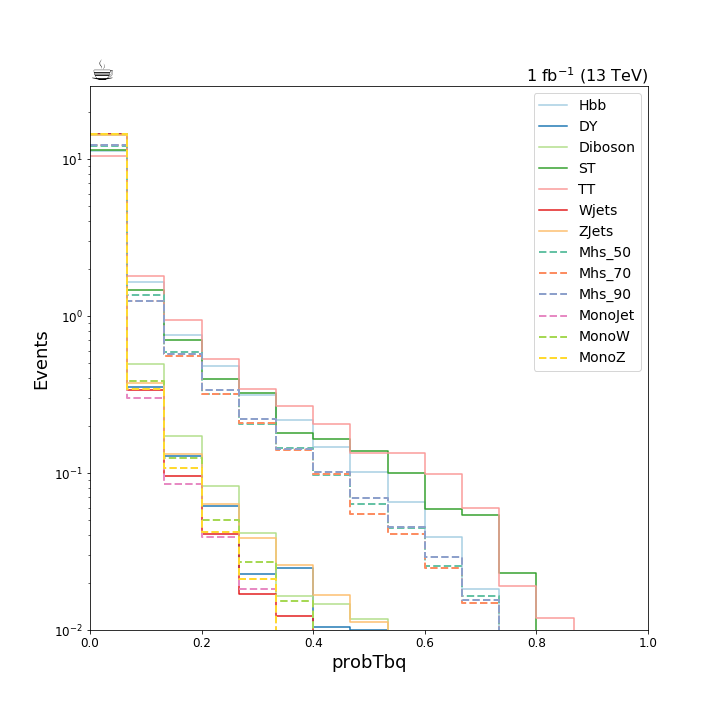 ☕ 1 fb⁻¹ (13 TeV)
Hbb
DY
Diboson
ST
TT
Wjets
ZJets
Mhs_50
Mhs_70
Mhs_90
MonoJet
MonoW
MonoZ
Events
10¹
10⁰
10⁻¹
10⁻²
0.0 0.2 0.4 0.6 0.8 1.0
probTbq